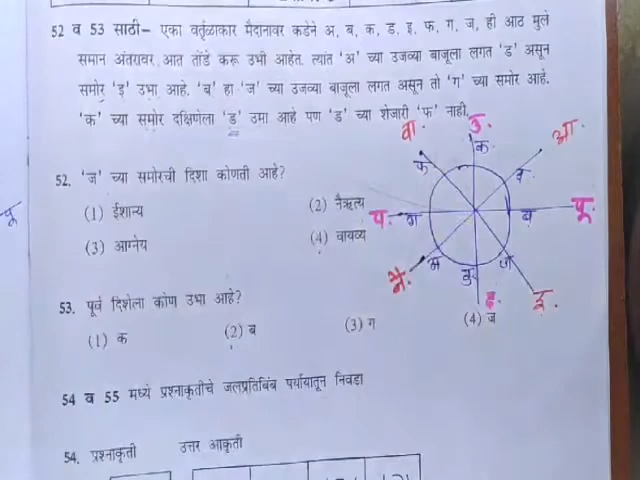 52 व 53 साठी– एका वर्तुळाकार मैदानावर कडेने अ, ब, क, ड, इ, फ, ग, ज, ही आठ मुले
समान अंतरावर आत तोंडे करू उभी आहेत. त्यांत 'अ' च्या उजव्या बाजूला लगत 'ड' असून
समोर 'इ' उभा आहे. 'ब' हा 'ज' च्या उजव्या बाजूला लगत असून तो 'ग' च्या समोर आहे.
'क' च्या समोर दक्षिणेला 'ड' उभा आहे पण 'ड' च्या शेजारी 'फ' नाही.
वा. उ. आ.
क
फ इ
52. 'ज' च्या समोरची दिशा कोणती आहे?
(1) ईशान्य (2) नैऋत्य
प. ग ब पू.
(3) आग्नेय (4) वायव्य
अ ड ज
नै. द. इ.
53. पूर्व दिशेला कोण उभा आहे?
(1) क (2) ब (3) ग (4) ज
54 व 55 मध्ये प्रश्नाकृतीचे जलप्रतिबिंब पर्यायातून निवडा
54. प्रश्नाकृती उत्तर आकृती
पू